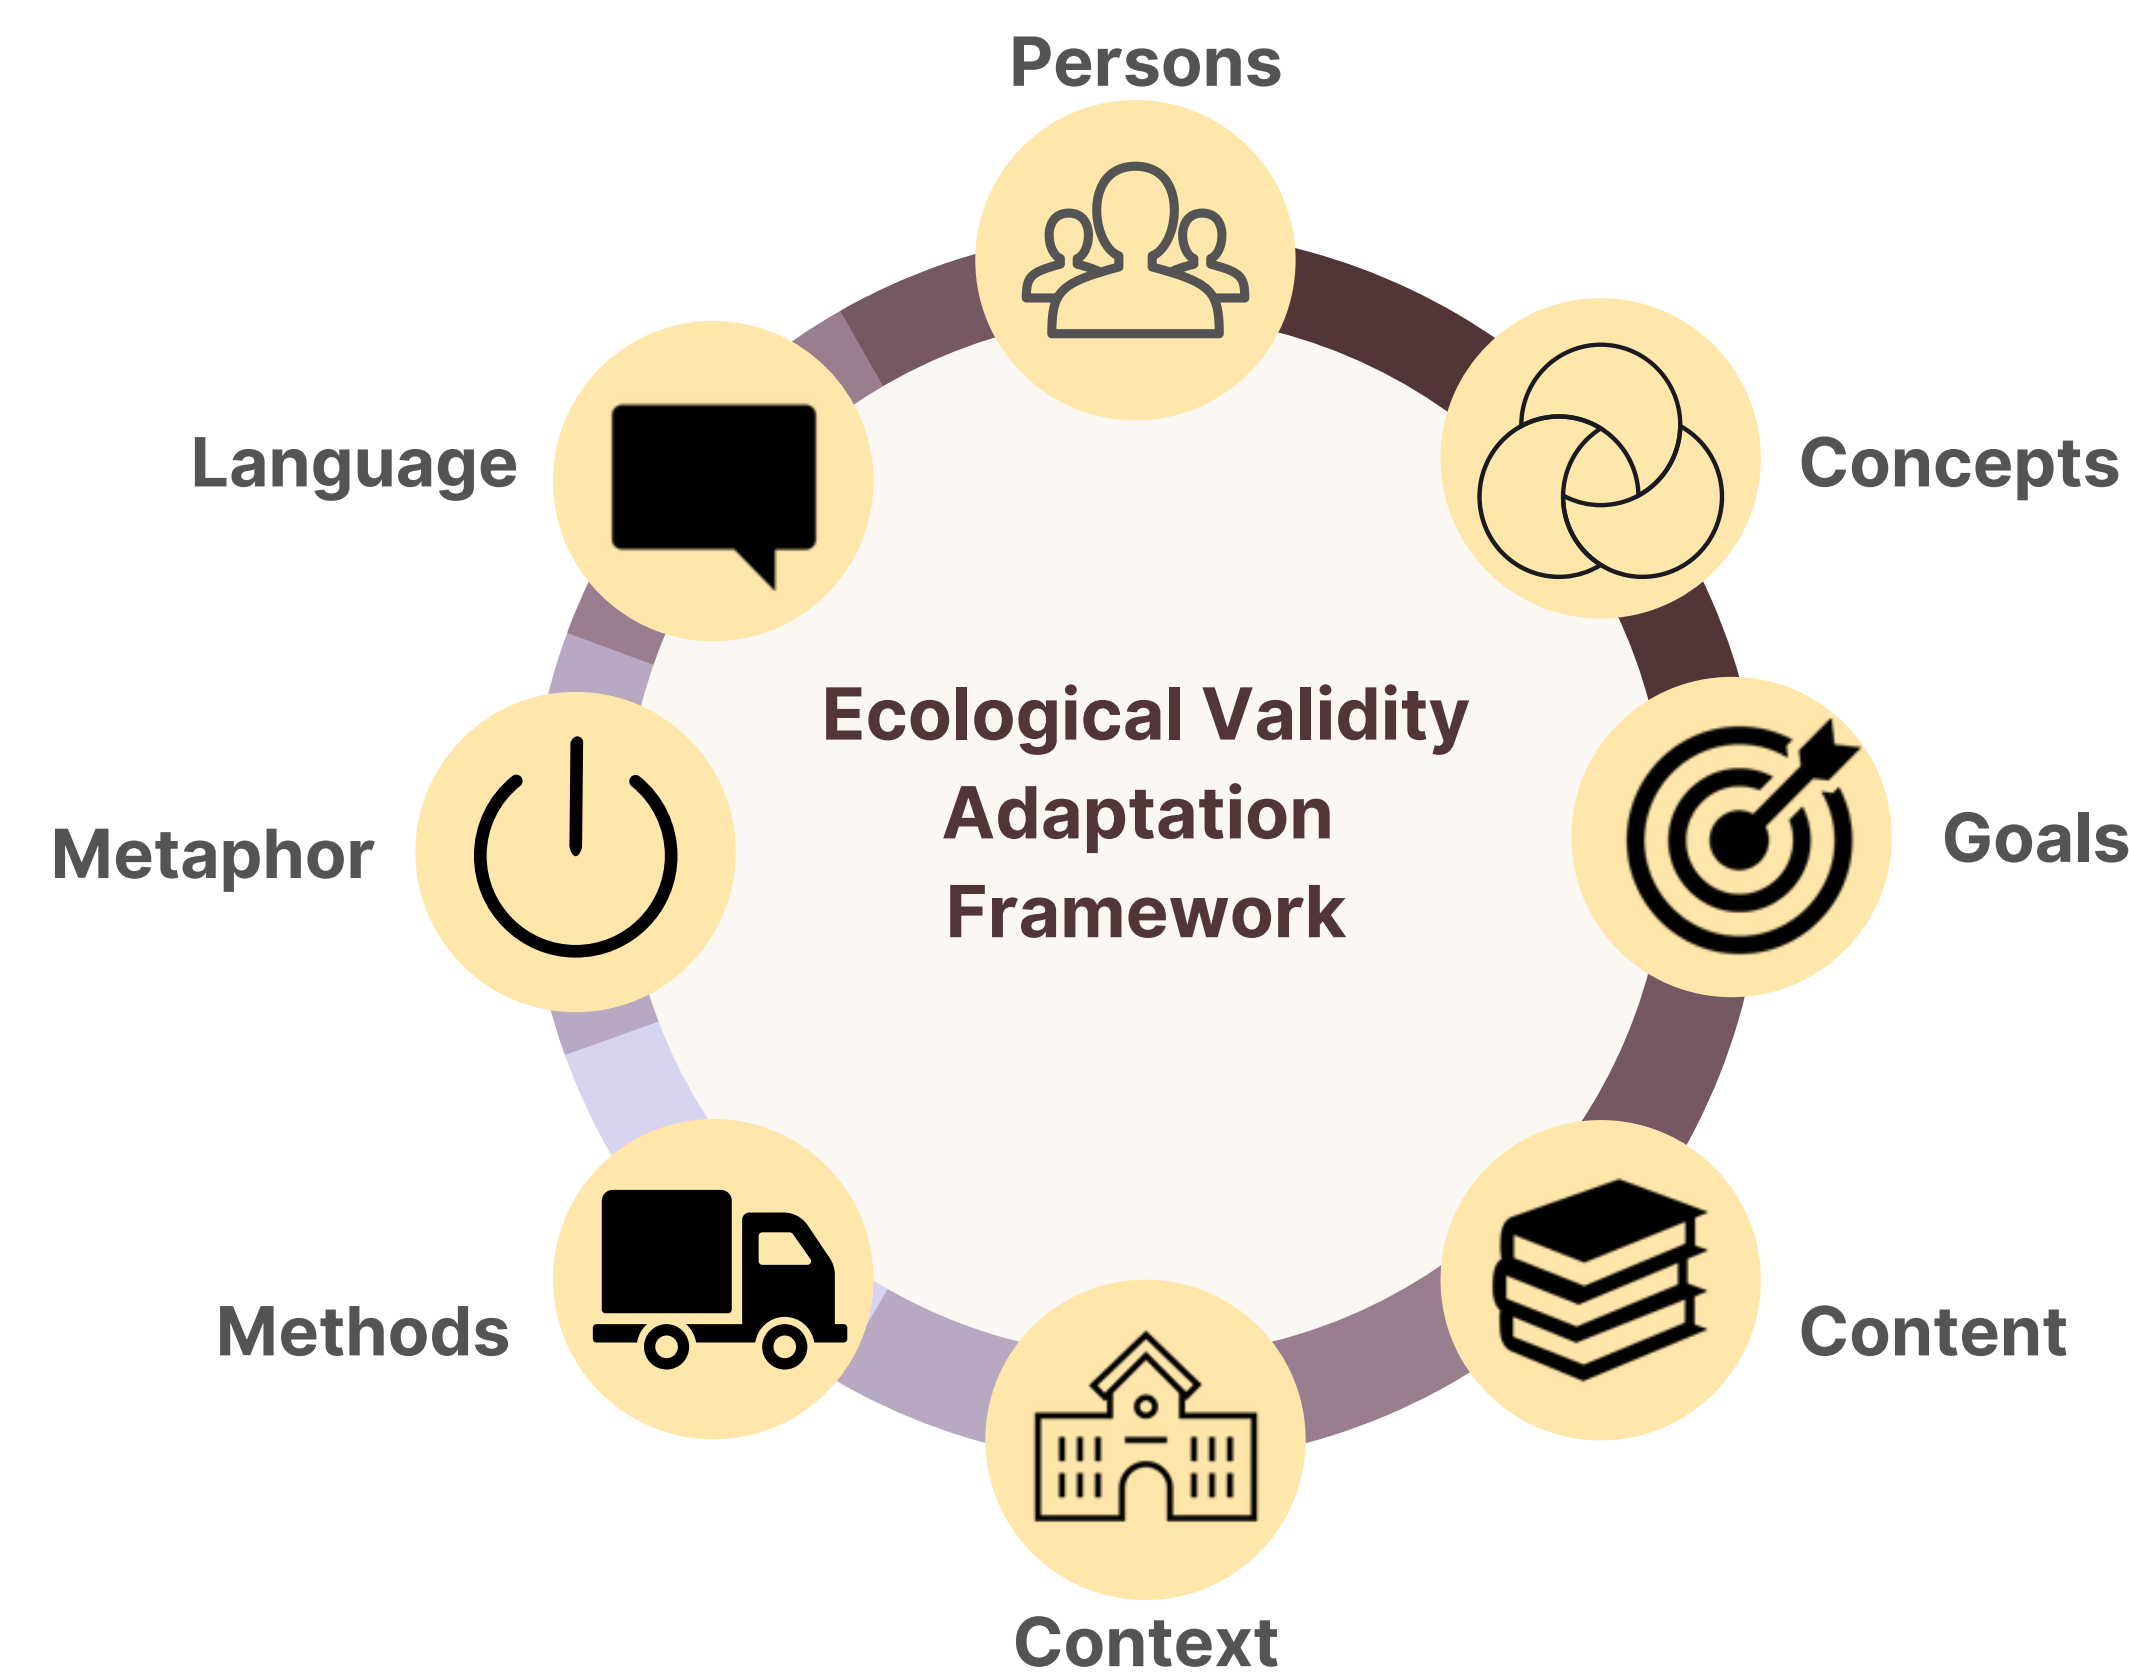 Persons
Language
Concepts
Ecological Validity
Adaptation
Framework
Metaphor
Goals
Methods
Content
Context